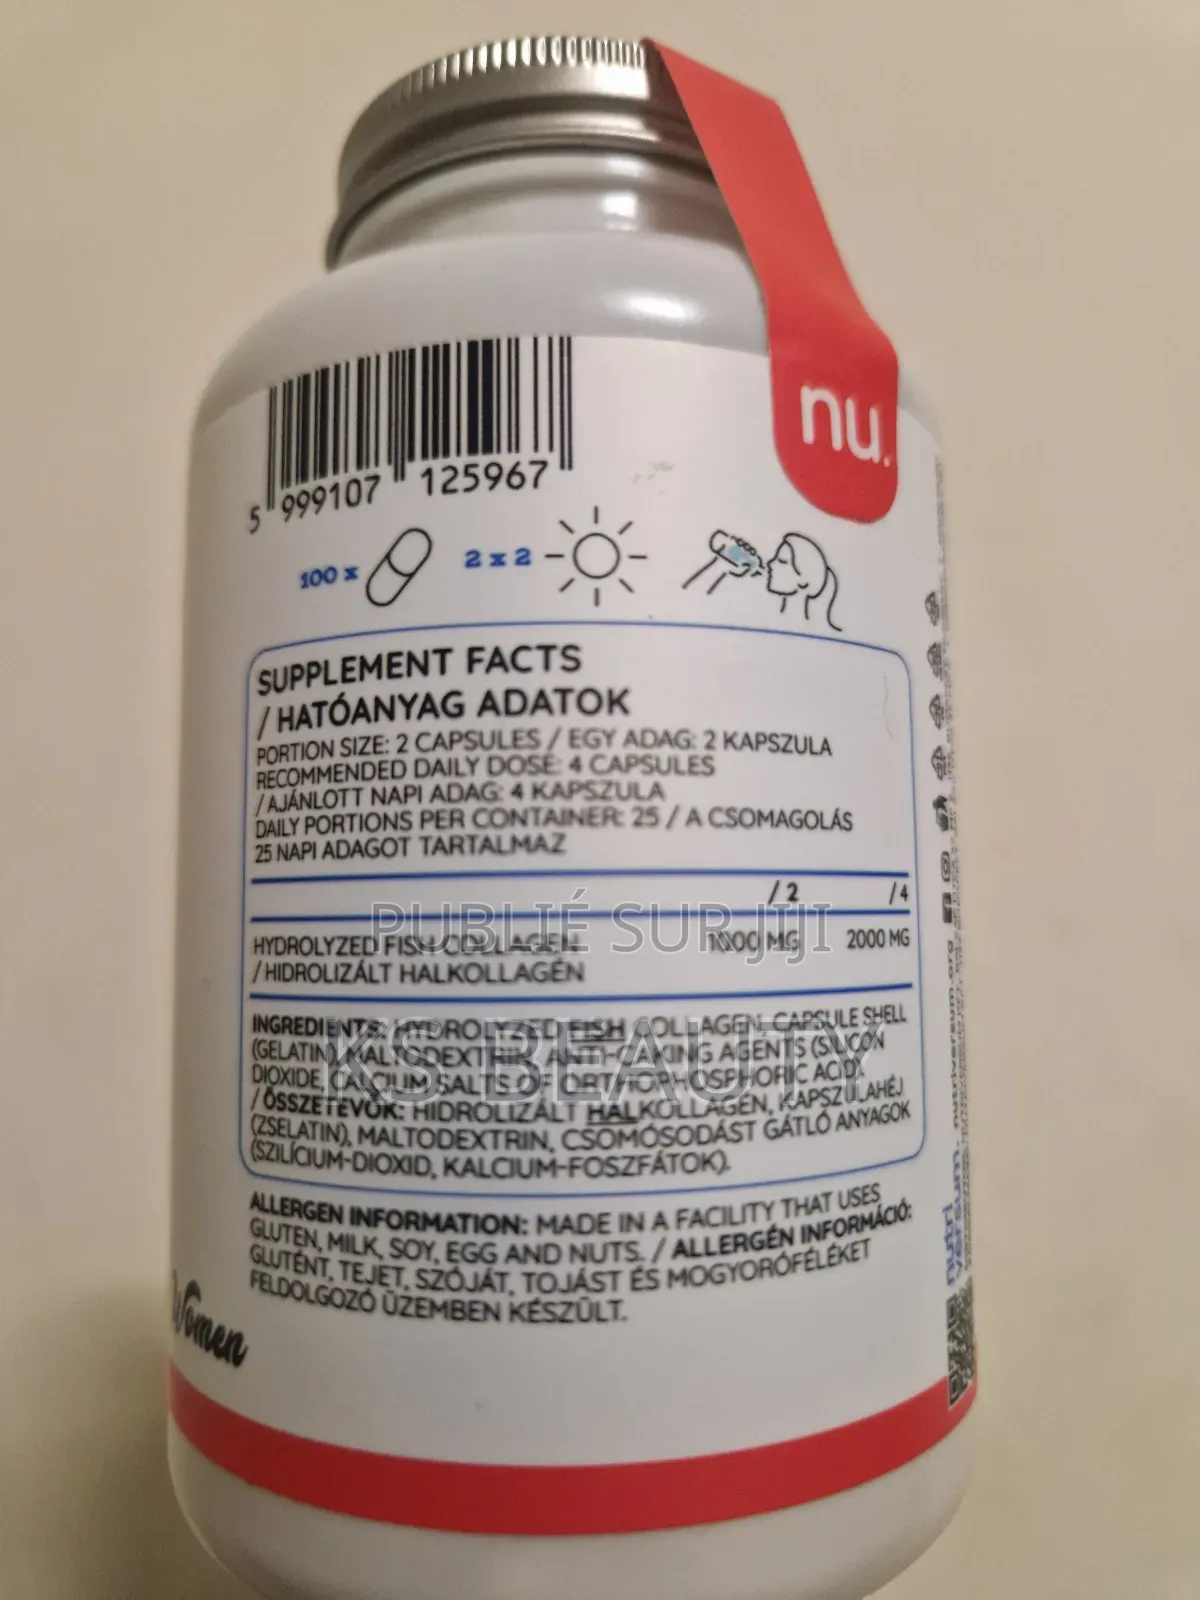 nu.
5 999107 125967
100 x
2 x 2
SUPPLEMENT FACTS
/ HATÓANYAG ADATOK
PORTION SIZE: 2 CAPSULES / EGY ADAG: 2 KAPSZULA
RECOMMENDED DAILY DOSE: 4 CAPSULES
/ AJÁNLOTT NAPI ADAG: 4 KAPSZULA
DAILY PORTIONS PER CONTAINER: 25 / A CSOMAGOLÁS
25 NAPI ADAGOT TARTALMAZ
/ 2 / 4
PUBLIÉ SUR JIJI
HYDROLYZED FISH COLLAGEN 1000 MG 2000 MG
/ HIDROLIZÁLT HALKOLLAGÉN
KS BEAUTY
INGREDIENTS: HYDROLYZED FISH COLLAGEN, CAPSULE SHELL
(GELATIN), MALTODEXTRIN, ANTI-CAKING AGENTS (SILICON
DIOXIDE, CALCIUM SALTS OF ORTHOPHOSPHORIC ACID).
/ ÖSSZETEVŐK: HIDROLIZÁLT HALKOLLAGÉN, KAPSZULAHÉJ
(ZSELATIN), MALTODEXTRIN, CSOMÓSODÁST GÁTLÓ ANYAGOK
(SZILÍCIUM-DIOXID, KALCIUM-FOSZFÁTOK).
ALLERGEN INFORMATION: MADE IN A FACILITY THAT USES
GLUTEN, MILK, SOY, EGG AND NUTS. / ALLERGÉN INFORMÁCIÓ:
GLUTÉNT, TEJET, SZÓJÁT, TOJÁST ÉS MOGYORÓFÉLÉKET
FELDOLGOZÓ ÜZEMBEN KÉSZÜLT.
Women
nutri
versum. nutriversum.org